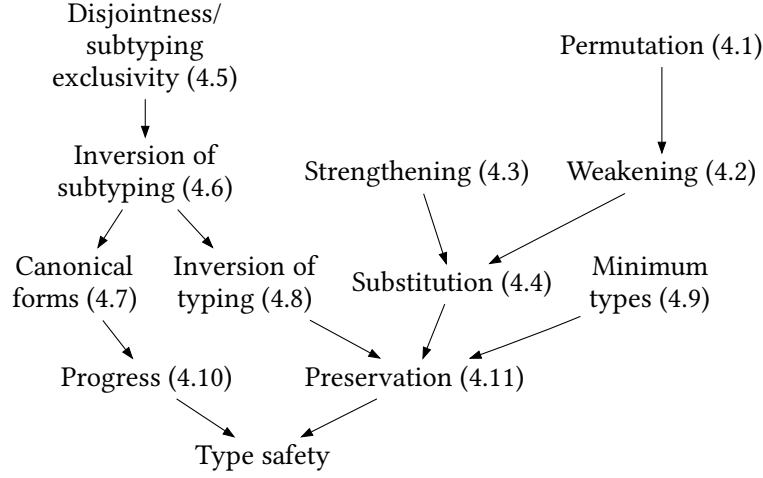 Disjointness/
subtyping
exclusivity (4.5)
Permutation (4.1)
Inversion of
subtyping (4.6)
Strengthening (4.3)
Weakening (4.2)
Canonical
forms (4.7)
Inversion of
typing (4.8)
Substitution (4.4)
Minimum
types (4.9)
Progress (4.10)
Preservation (4.11)
Type safety